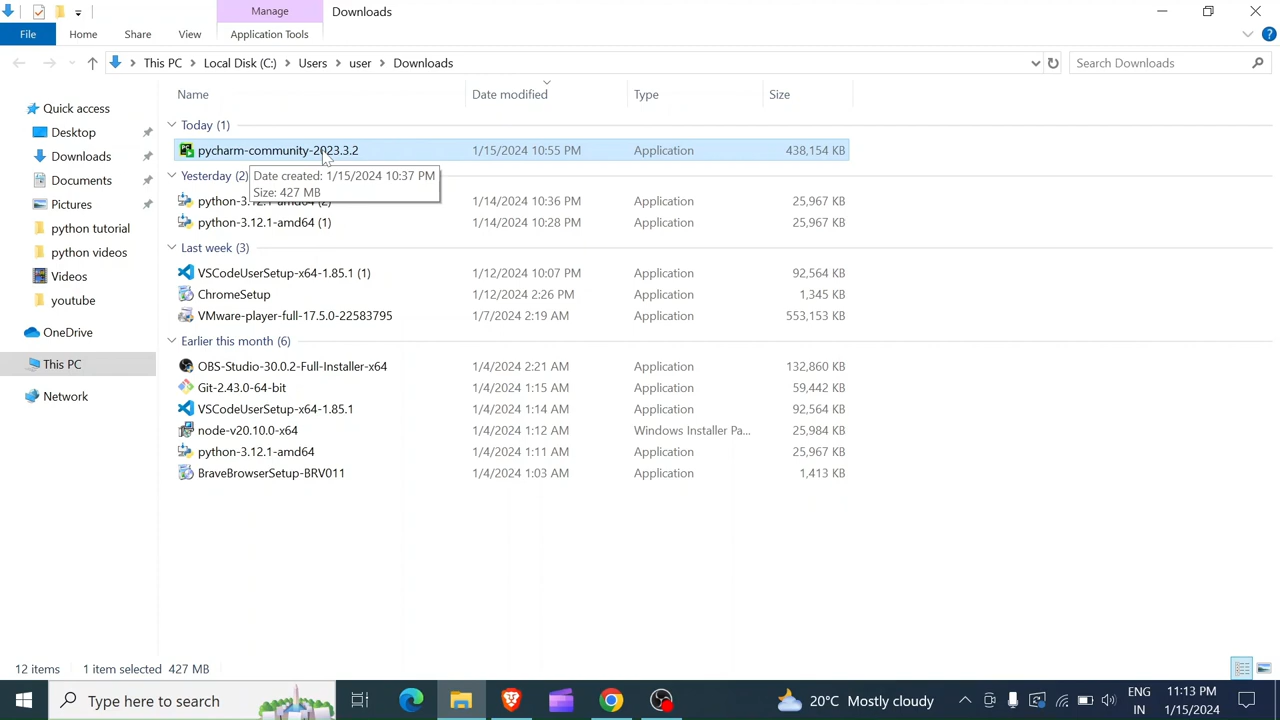 Manage
Downloads
File
Home
Share
View
Application Tools
This PC
Local Disk (C:)
Users
user
Downloads
Search Downloads
Name
Date modified
Type
Size
Quick access
Desktop
Downloads
Documents
Pictures
python tutorial
python videos
Videos
youtube
OneDrive
This PC
Network
Today (1)
pycharm-community-2023.3.2 1/15/2024 10:55 PM Application 438,154 KB
Date created: 1/15/2024 10:37 PM
Size: 427 MB
Yesterday (2)
python-3.12.1-amd64 (2) 1/14/2024 10:36 PM Application 25,967 KB
python-3.12.1-amd64 (1) 1/14/2024 10:28 PM Application 25,967 KB
Last week (3)
VSCodeUserSetup-x64-1.85.1 (1) 1/12/2024 10:07 PM Application 92,564 KB
ChromeSetup 1/12/2024 2:26 PM Application 1,345 KB
VMware-player-full-17.5.0-22583795 1/7/2024 2:19 AM Application 553,153 KB
Earlier this month (6)
OBS-Studio-30.0.2-Full-Installer-x64 1/4/2024 2:21 AM Application 132,860 KB
Git-2.43.0-64-bit 1/4/2024 1:15 AM Application 59,442 KB
VSCodeUserSetup-x64-1.85.1 1/4/2024 1:14 AM Application 92,564 KB
node-v20.10.0-x64 1/4/2024 1:12 AM Windows Installer Pa... 25,984 KB
python-3.12.1-amd64 1/4/2024 1:11 AM Application 25,967 KB
BraveBrowserSetup-BRV011 1/4/2024 1:03 AM Application 1,413 KB
12 items
1 item selected 427 MB
Type here to search
20°C Mostly cloudy
ENG
IN
11:13 PM
1/15/2024